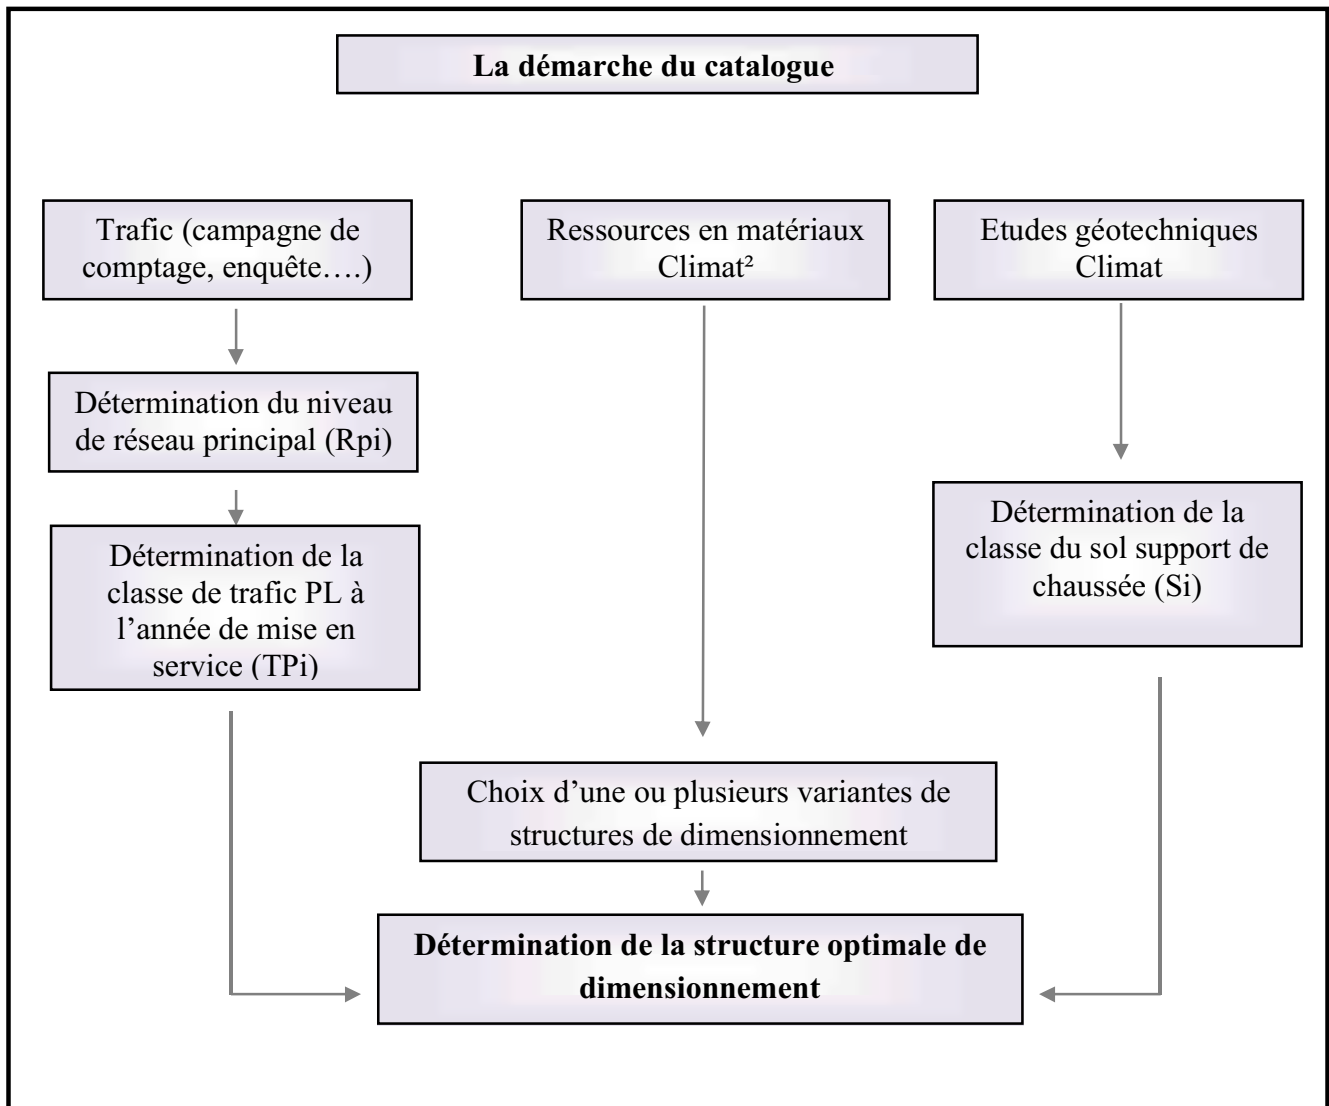 La démarche du catalogue
Trafic (campagne de
comptage, enquête….)
Ressources en matériaux
Climat²
Etudes géotechniques
Climat
Détermination du niveau
de réseau principal (Rpi)
Détermination de la
classe de trafic PL à
l’année de mise en
service (TPi)
Détermination de la
classe du sol support de
chaussée (Si)
Choix d’une ou plusieurs variantes de
structures de dimensionnement
Détermination de la structure optimale de
dimensionnement